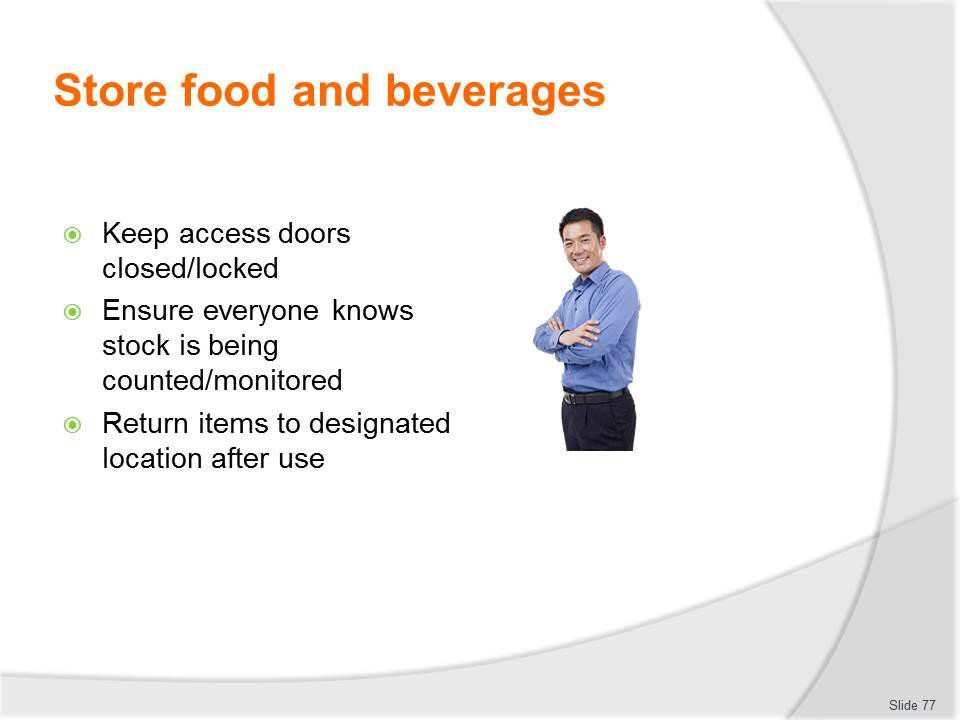 Store food and beverages
Keep access doors
closed/locked
Ensure everyone knows
stock is being
counted/monitored
Return items to designated
location after use
Slide 77